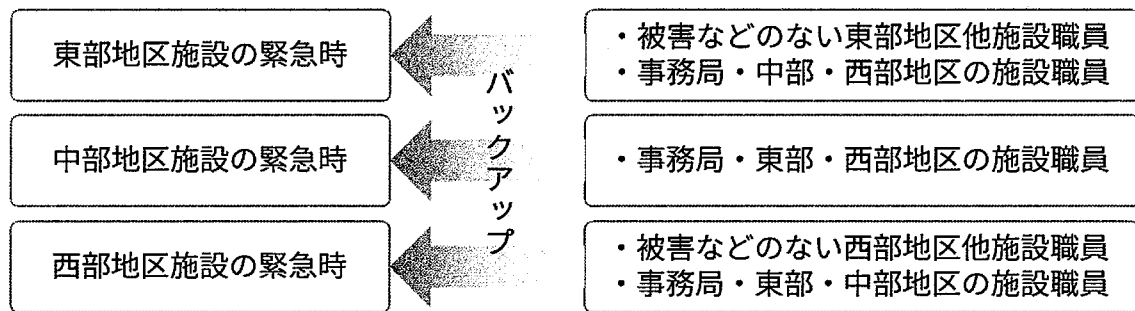 東部地区施設の緊急時
・被害などのない東部地区他施設職員
・事務局・中部・西部地区の施設職員
バックアップ
中部地区施設の緊急時
・事務局・東部・西部地区の施設職員
西部地区施設の緊急時
・被害などのない西部地区他施設職員
・事務局・東部・中部地区の施設職員